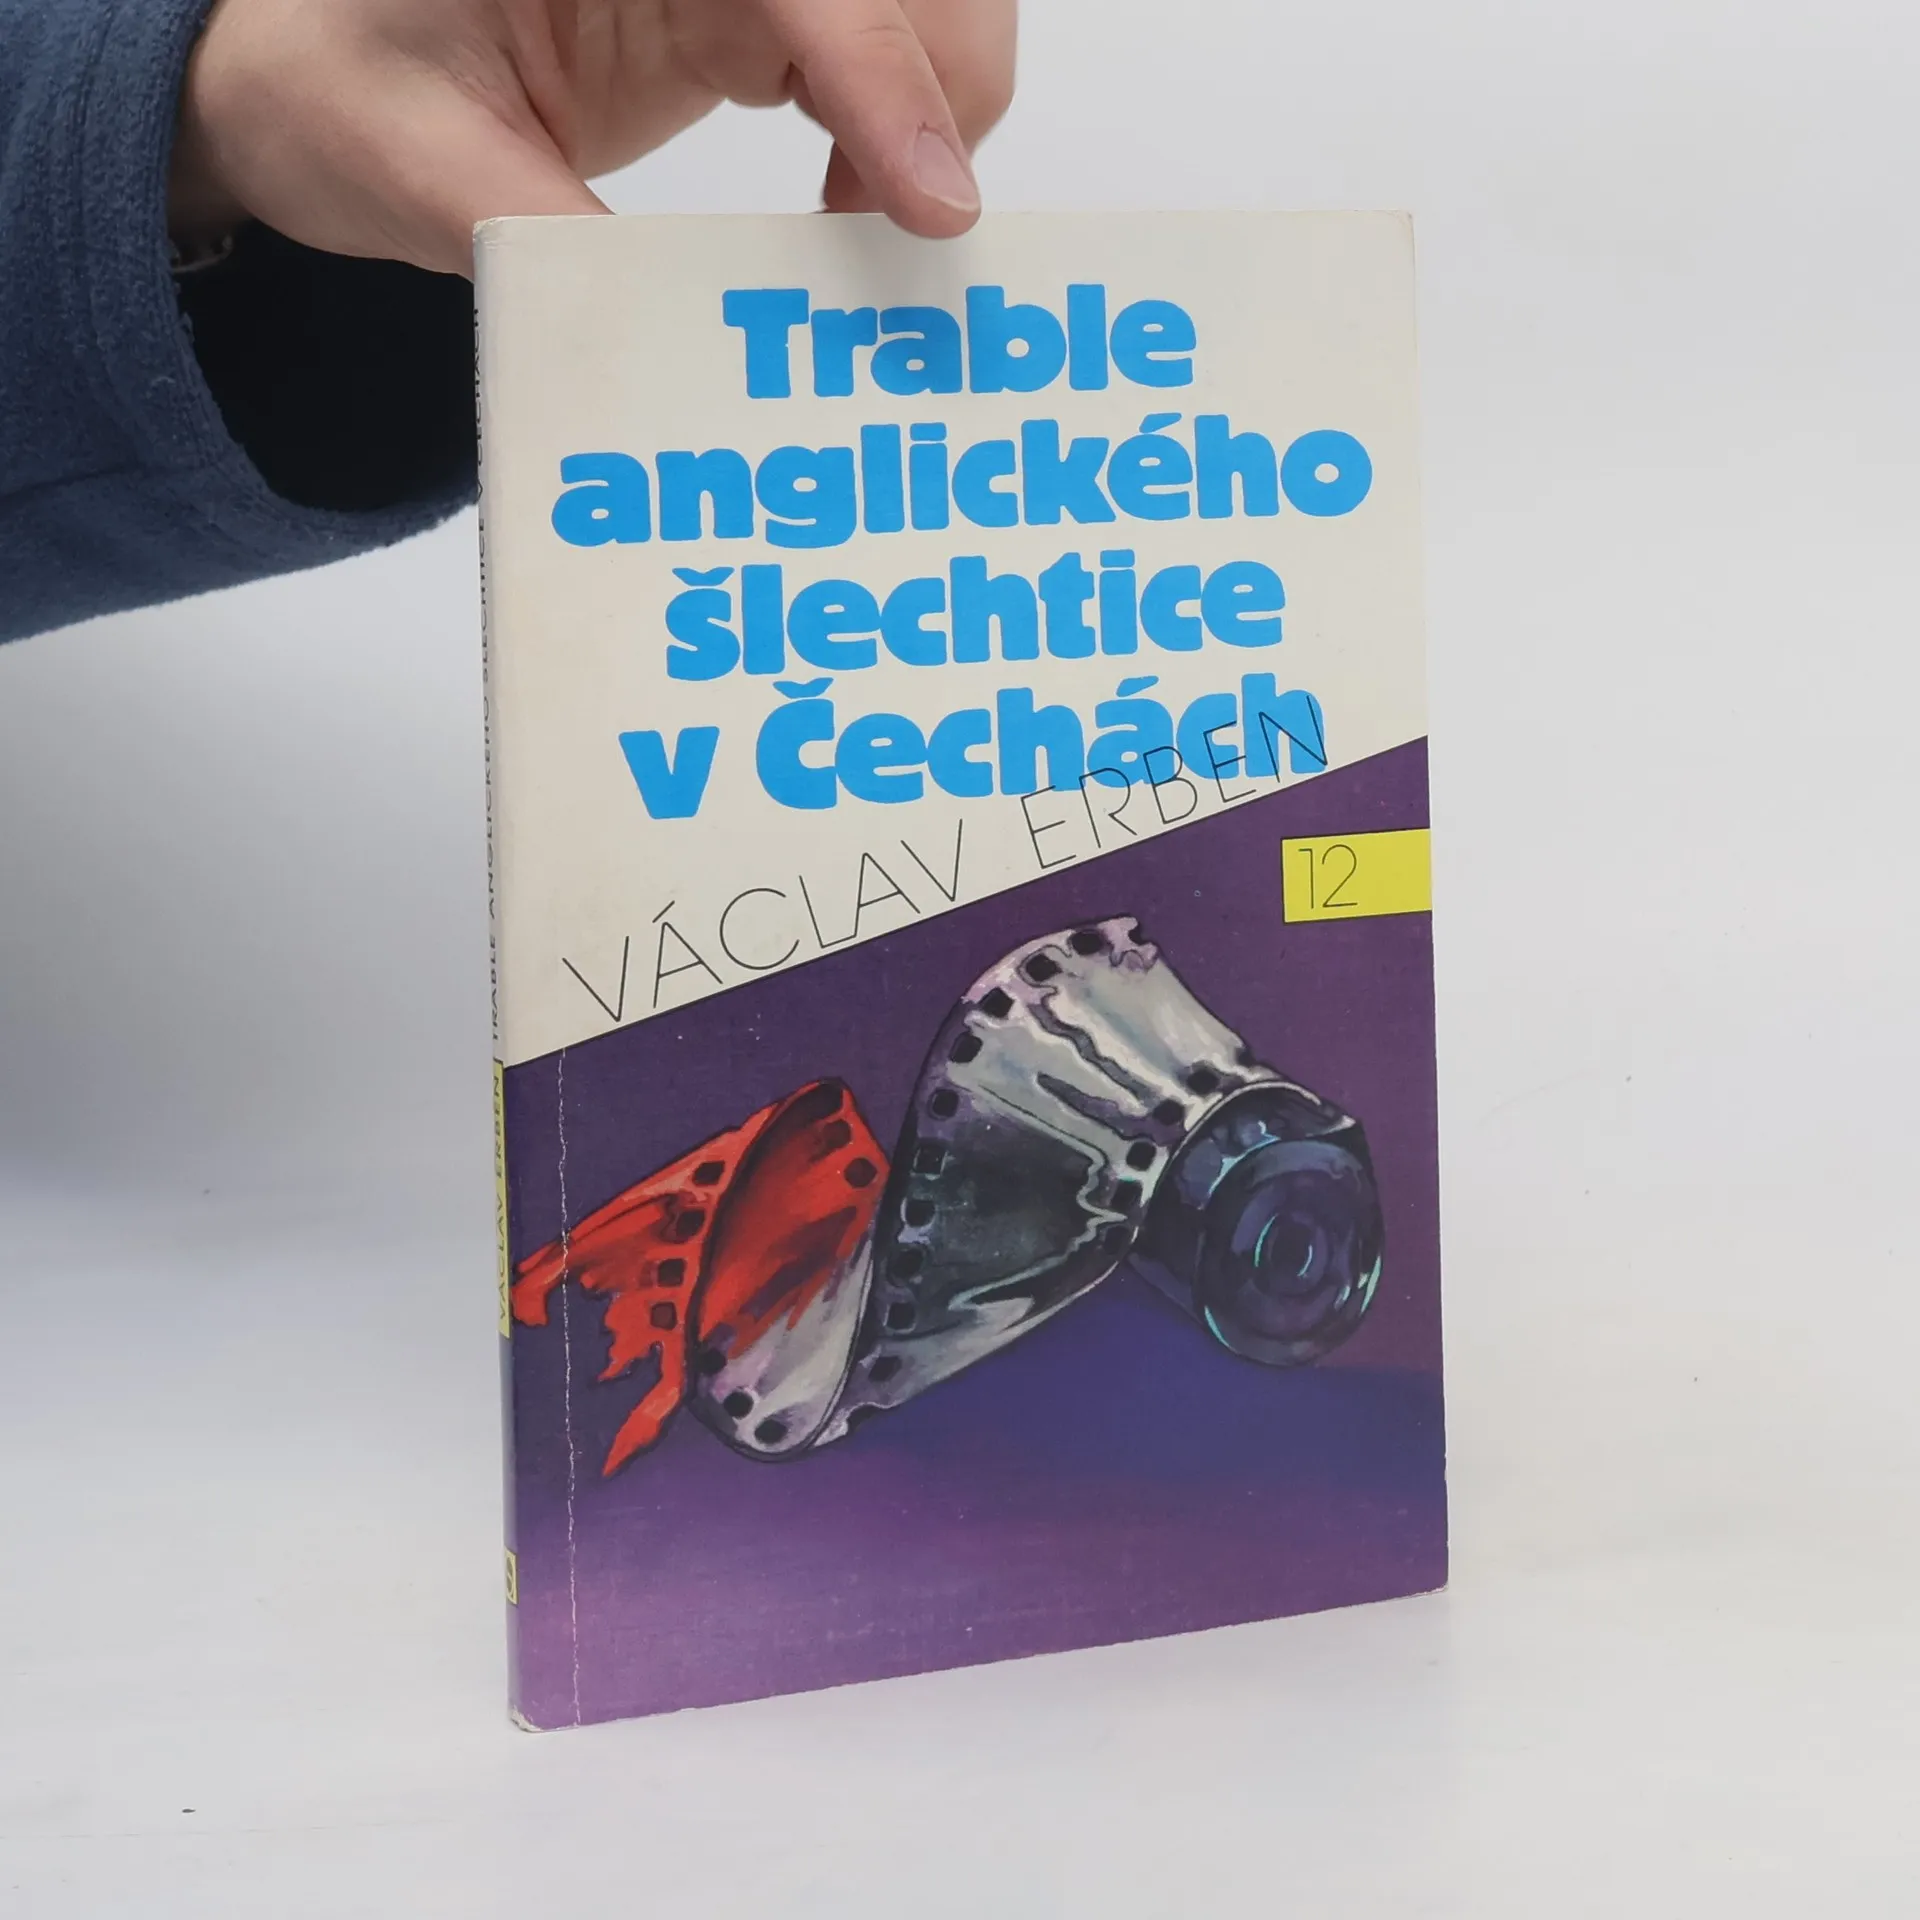 Trable
anglického
šlechtice
v Čechách
VÁCLAV ERBEN
12
VÁCLAV ERBEN TRABLE ANGLICKÉHO ŠLECHTICE V ČECHÁCH